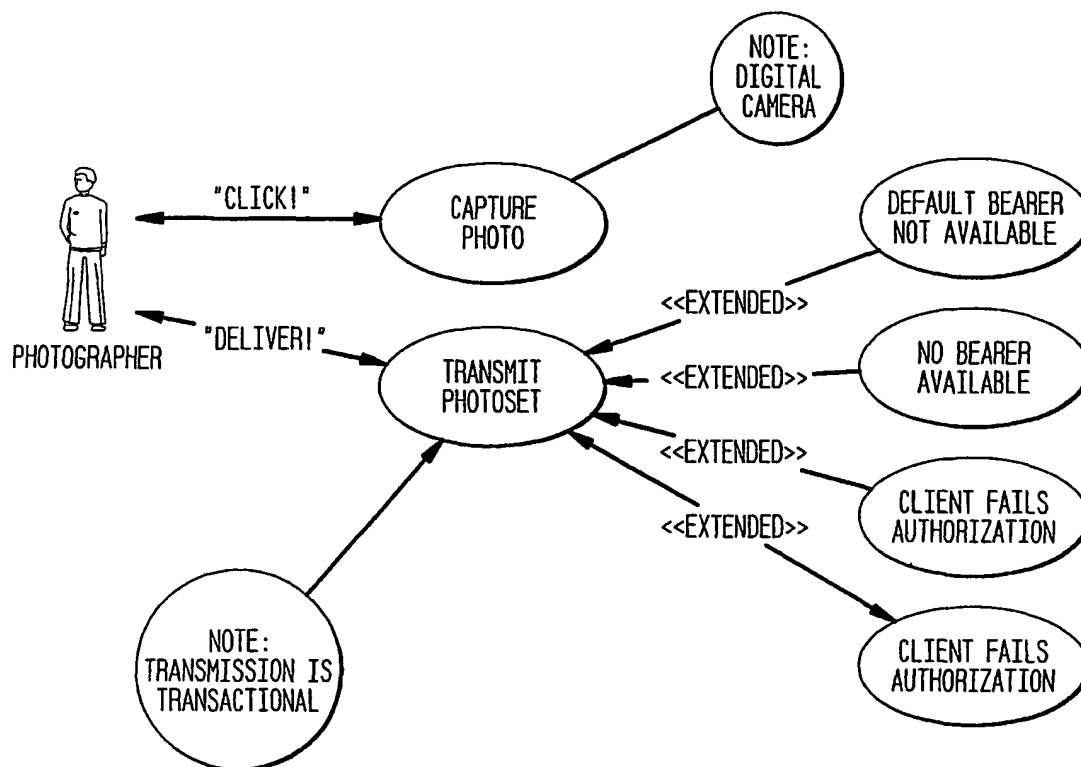 NOTE:
DIGITAL
CAMERA
"CLICK!"
CAPTURE
PHOTO
DEFAULT BEARER
NOT AVAILABLE
<<EXTENDED>>
"DELIVER!"
PHOTOGRAPHER
TRANSMIT
PHOTOSET
<<EXTENDED>>
NO BEARER
AVAILABLE
<<EXTENDED>>
CLIENT FAILS
AUTHORIZATION
<<EXTENDED>>
NOTE:
TRANSMISSION IS
TRANSACTIONAL
CLIENT FAILS
AUTHORIZATION